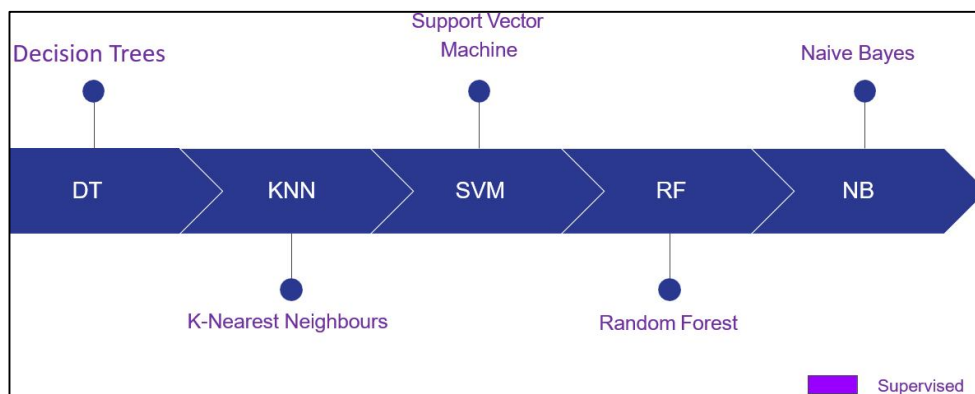 Support Vector
Machine
Decision Trees
Naive Bayes
DT
KNN
SVM
RF
NB
K-Nearest Neighbours
Random Forest
Supervised